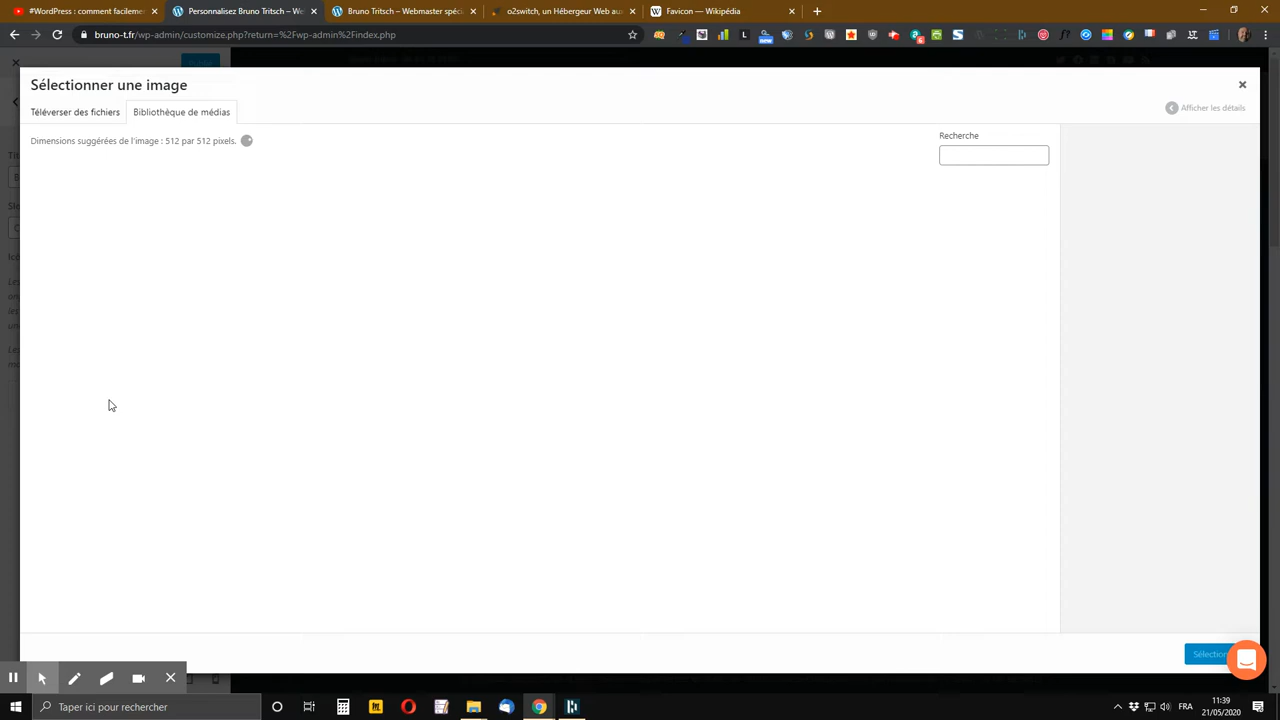 #WordPress : comment facilemen
Personnalisez Bruno Tritsch – We
Bruno Tritsch – Webmaster spéci
o2switch, un Hébergeur Web au
Favicon — Wikipédia
bruno-t.fr/wp-admin/customize.php?return=%2Fwp-admin%2Findex.php
Sélectionner une image
Téléverser des fichiers
Bibliothèque de médias
Afficher les détails
Dimensions suggérées de l'image : 512 par 512 pixels.
Recherche
Sélection
Taper ici pour rechercher
FRA
11:39
21/05/2020